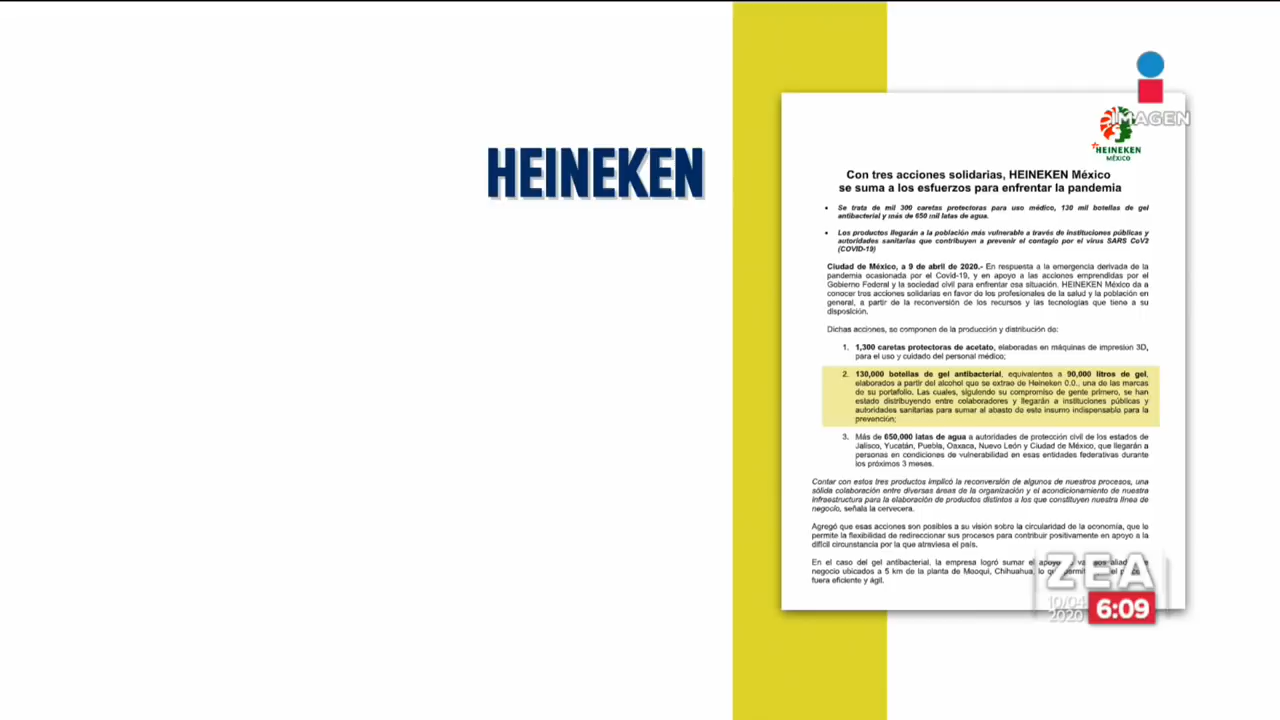 HEINEKEN
IMAGEN
HEINEKEN
MÉXICO
Con tres acciones solidarias, HEINEKEN México
se suma a los esfuerzos para enfrentar la pandemia
• Se trata de mil 300 caretas protectoras para uso médico, 130 mil botellas de gel
antibacterial y más de 650 mil latas de agua.
• Los productos llegarán a la población más vulnerable a través de instituciones públicas y
autoridades sanitarias que contribuyen a prevenir el contagio por el virus SARS CoV2
(COVID-19)
Ciudad de México, a 9 de abril de 2020.- En respuesta a la emergencia derivada de la
pandemia ocasionada por el Covid-19, y en apoyo a las acciones emprendidas por el
Gobierno Federal y la sociedad civil para enfrentar esa situación. HEINEKEN México da a
conocer tres acciones solidarias en favor de los profesionales de la salud y la población en
general, a partir de la reconversión de los recursos y las tecnologías que tiene a su
disposición.
Dichas acciones, se componen de la producción y distribución de:
1. 1,300 caretas protectoras de acetato, elaboradas en máquinas de impresión 3D,
para el uso y cuidado del personal médico;
2. 130,000 botellas de gel antibacterial, equivalentes a 90,000 litros de gel,
elaborados a partir del alcohol que se extrae de Heineken 0.0., una de las marcas
de su portafolio. Las cuales, siguiendo su compromiso de gente primero, se han
estado distribuyendo entre colaboradores y llegarán a instituciones públicas y
autoridades sanitarias para sumar al abasto de este insumo indispensable para la
prevención;
3. Más de 650,000 latas de agua a autoridades de protección civil de los estados de
Jalisco, Yucatán, Puebla, Oaxaca, Nuevo León y Ciudad de México, que llegarán a
personas en condiciones de vulnerabilidad en esas entidades federativas durante
los próximos 3 meses.
Contar con estos tres productos implicó la reconversión de algunos de nuestros procesos, una
sólida colaboración entre diversas áreas de la organización y el acondicionamiento de nuestra
infraestructura para la elaboración de productos distintos a los que constituyen nuestra línea de
negocio, señala la cervecera.
Agregó que esas acciones son posibles a su visión sobre la circularidad de la economía, que le
permite la flexibilidad de redireccionar sus procesos para contribuir positivamente en apoyo a la
difícil circunstancia por la que atraviesa el país.
En el caso del gel antibacterial, la empresa logró sumar el
negocio ubicados a 5 km de la planta de Meoqui, Chihuahua,
fuera eficiente y ágil.
ZEA
10/04
2020
6:09